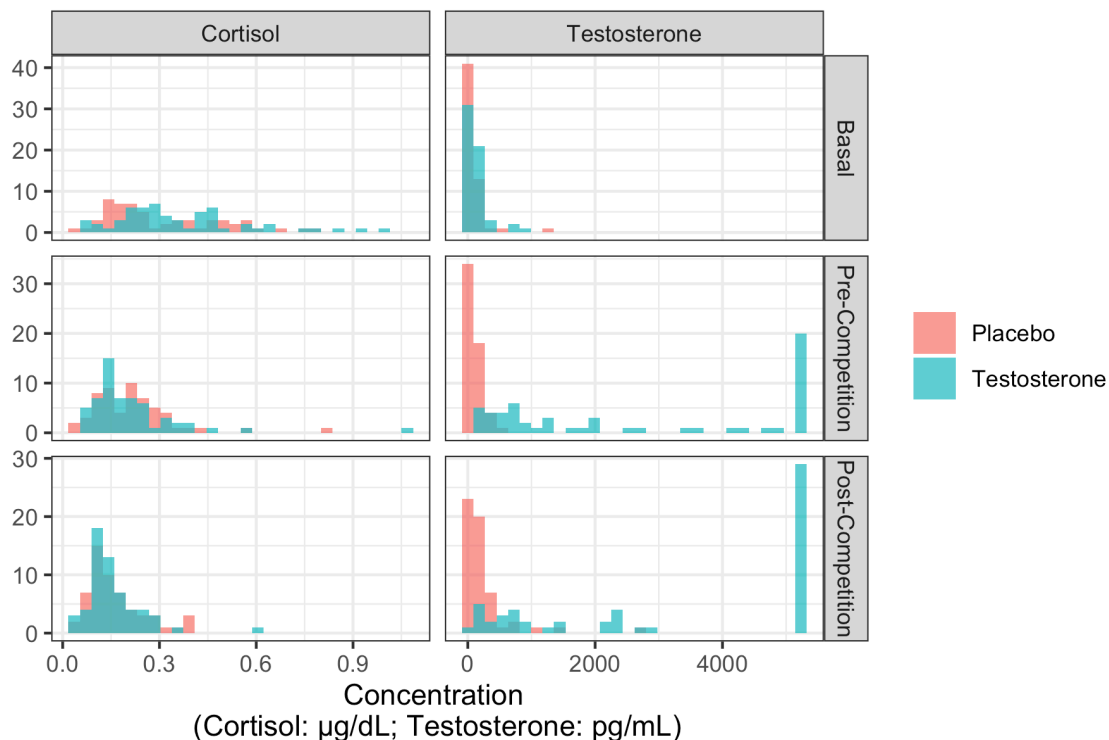 Cortisol
Testosterone
40
30
20
10
0
Basal
30
20
10
0
Pre-Competition
30
20
10
0
Post-Competition
0.0
0.3
0.6
0.9
0
2000
4000
Concentration
(Cortisol: µg/dL; Testosterone: pg/mL)
Placebo
Testosterone